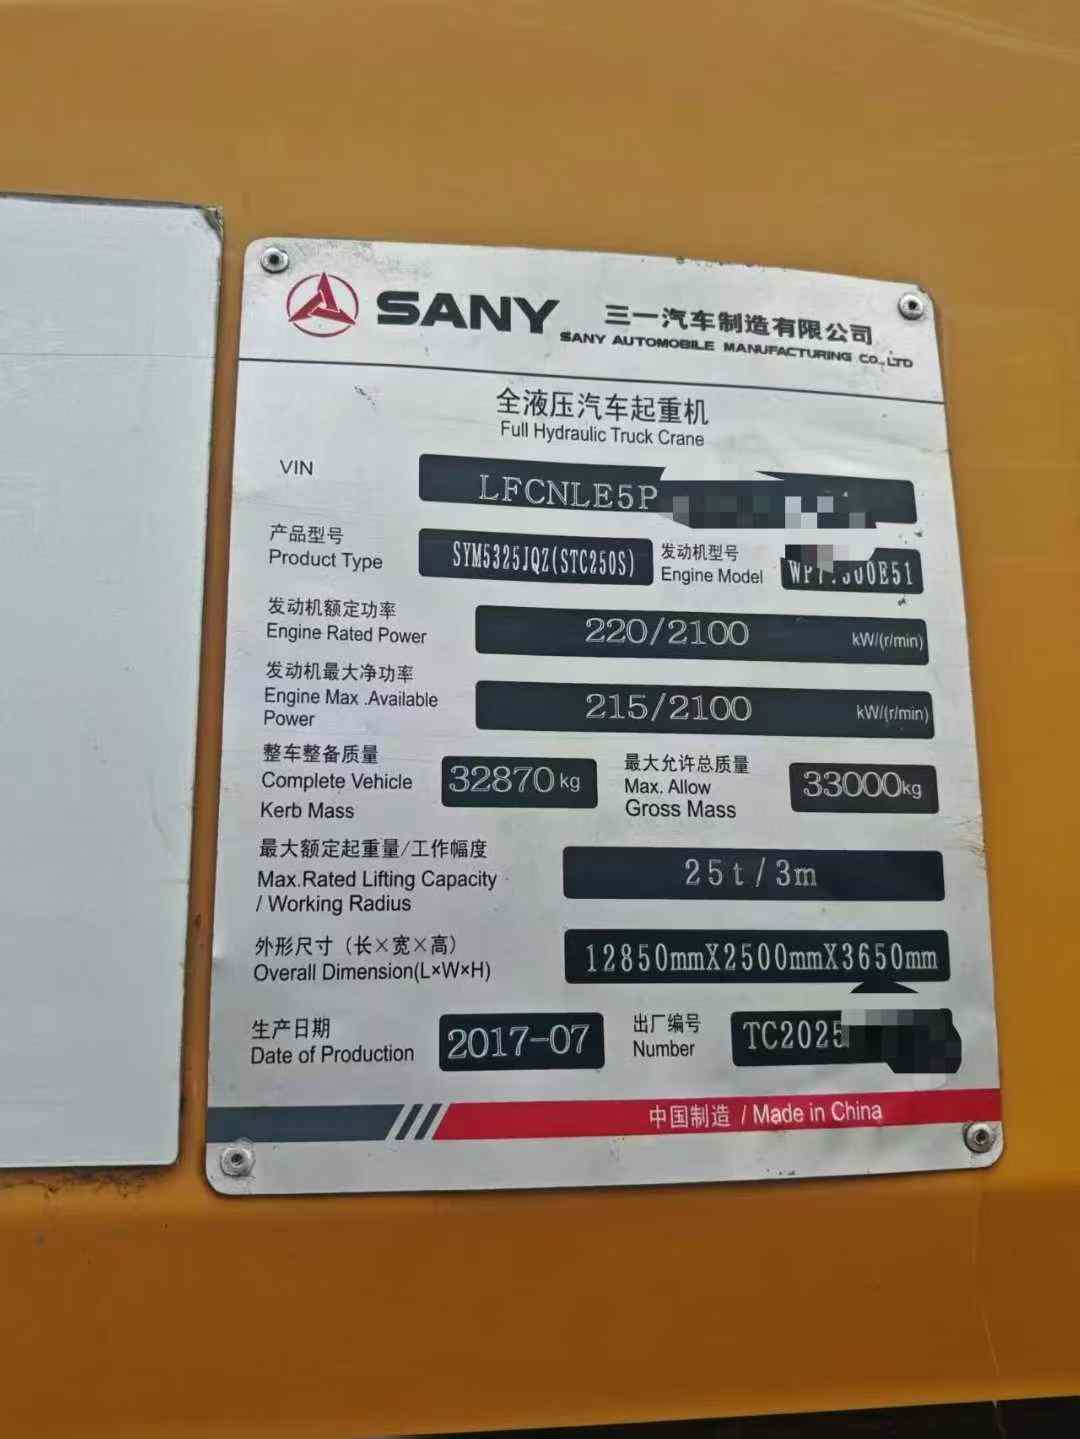 SANY 三一汽车制造有限公司
SANY AUTOMOBILE MANUFACTURING CO.,LTD
全液压汽车起重机
Full Hydraulic Truck Crane
VIN LFCNLE5P
产品型号 发动机型号
Product Type SYM5325JQZ(STC250S) Engine Model
发动机额定功率
Engine Rated Power 220/2100 kW/(r/min)
发动机最大净功率
Engine Max .Available 215/2100 kW/(r/min)
Power
整车整备质量 最大允许总质量
Complete Vehicle 32870 kg Max. Allow 33000kg
Kerb Mass Gross Mass
最大额定起重量/工作幅度
Max.Rated Lifting Capacity 25t/3m
/ Working Radius
外形尺寸（长×宽×高）
Overall Dimension(L×W×H) 12850mmX2500mmX3650mm
生产日期 出厂编号
Date of Production 2017-07 Number TC2025
中国制造 / Made in China